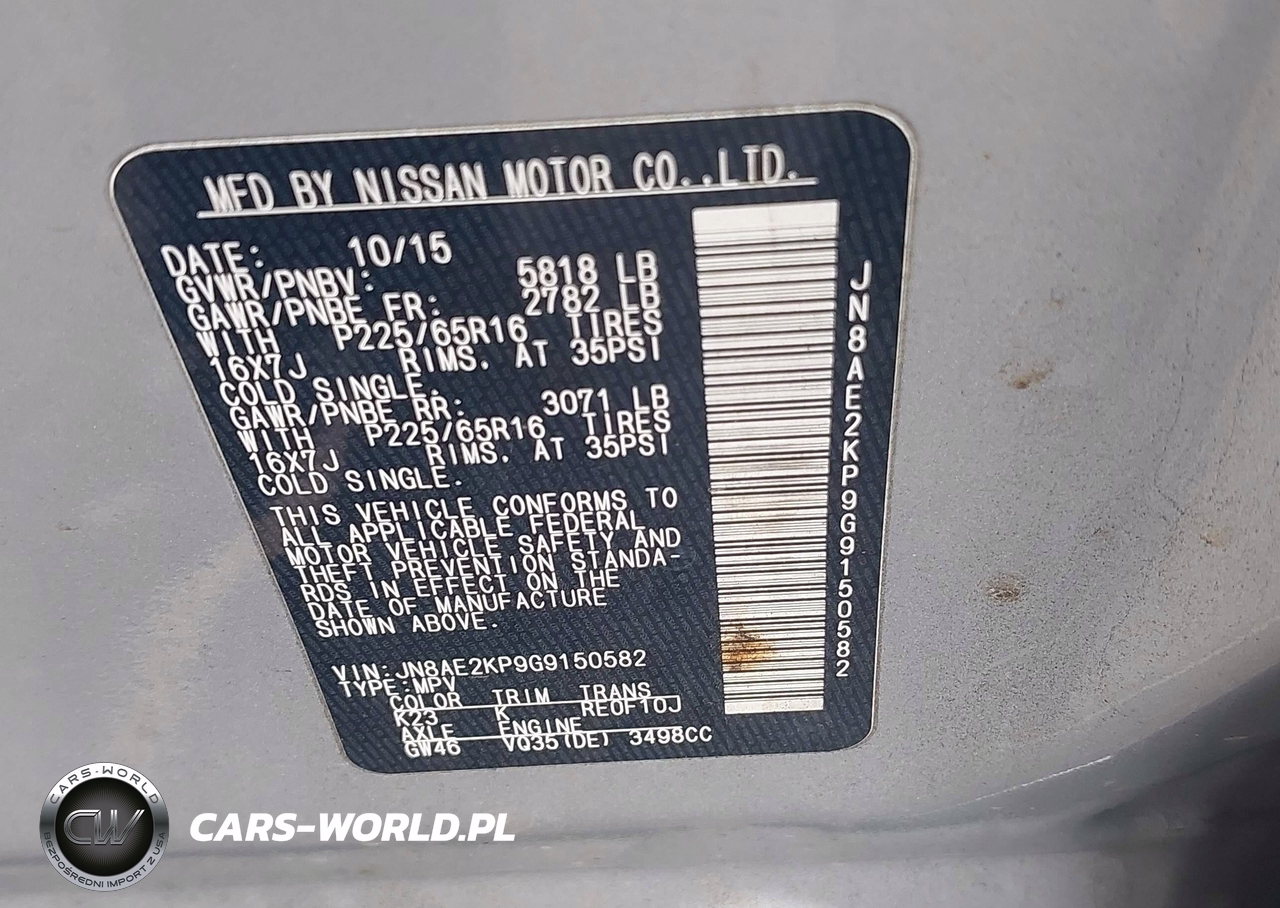 MFD BY NISSAN MOTOR CO.,LTD.
DATE: 10/15
GVWR/PNBV: 5818 LB
GAWR/PNBE FR: 2782 LB
WITH P225/65R16 TIRES
16X7J RIMS. AT 35PSI
COLD SINGLE.
GAWR/PNBE RR: 3071 LB
WITH P225/65R16 TIRES
16X7J RIMS. AT 35PSI
COLD SINGLE.
THIS VEHICLE CONFORMS TO
ALL APPLICABLE FEDERAL
MOTOR VEHICLE SAFETY AND
THEFT PREVENTION STANDA-
RDS IN EFFECT ON THE
DATE OF MANUFACTURE
SHOWN ABOVE.
VIN:JN8AE2KP9G9150582
TYPE:MPV
COLOR TRIM TRANS
K23 K RE0F10J
AXLE ENGINE
GW46 VQ35(DE) 3498CC
JN8AE2KP9G9150582
CARS-WORLD
CW
BEZPOŚREDNI IMPORT Z USA
CARS-WORLD.PL